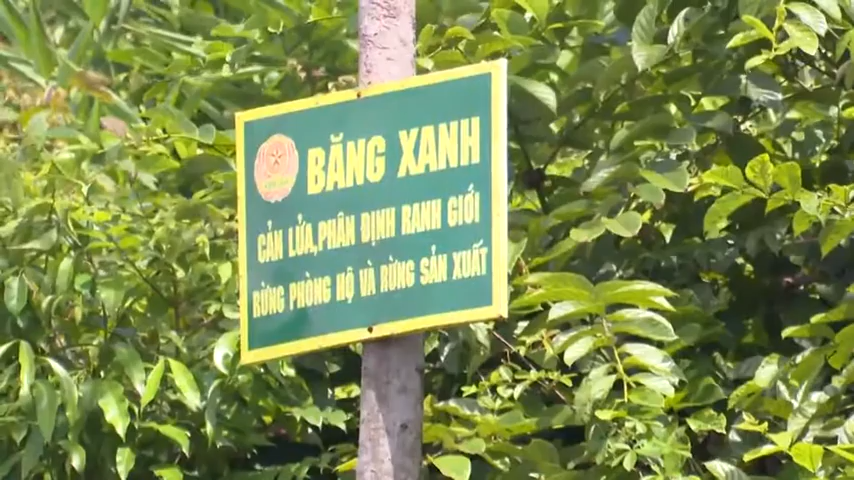 BĂNG XANH
CẢN LỬA,PHÂN ĐỊNH RANH GIỚI
RỪNG PHÒNG HỘ VÀ RỪNG SẢN XUẤT